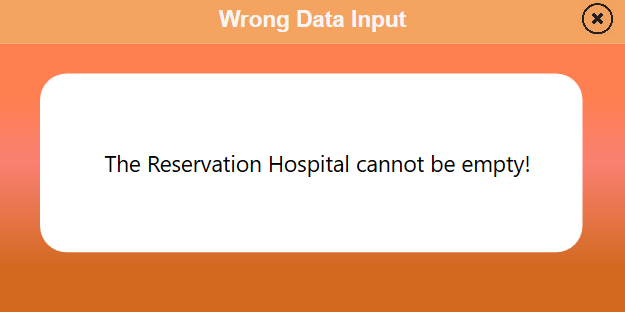 Wrong Data Input
The Reservation Hospital cannot be empty!